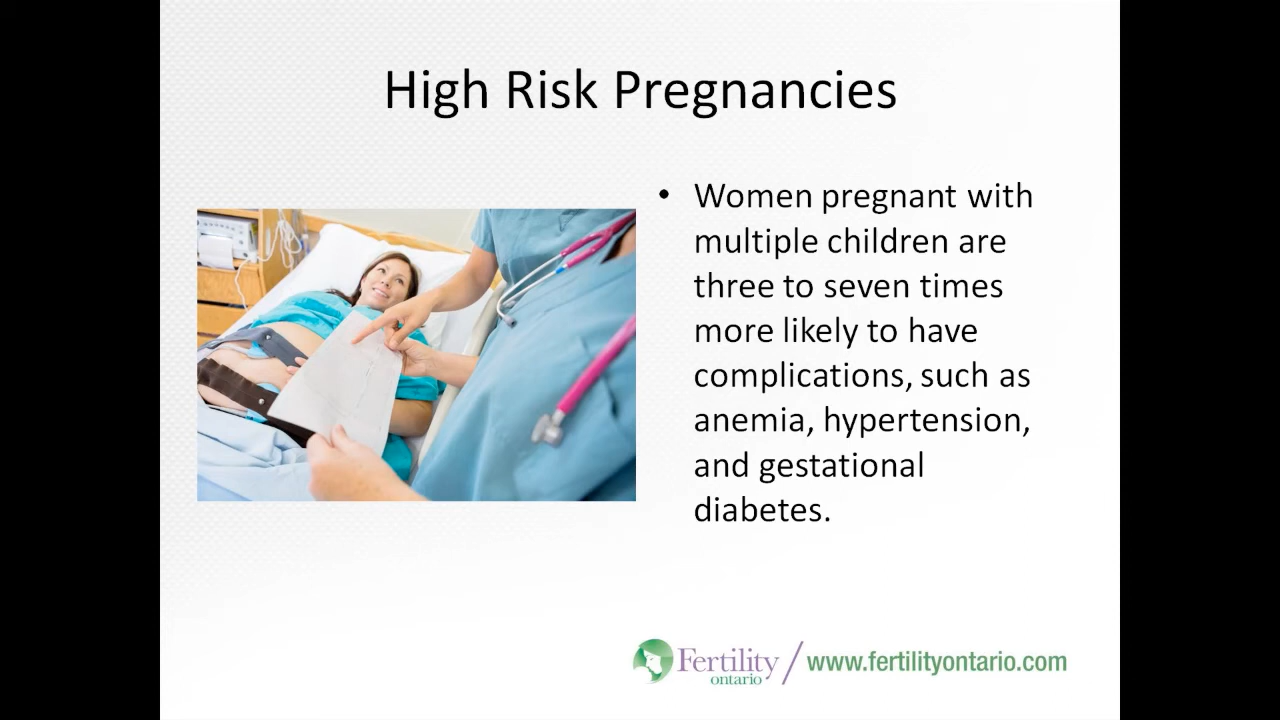 High Risk Pregnancies
• Women pregnant with
multiple children are
three to seven times
more likely to have
complications, such as
anemia, hypertension,
and gestational
diabetes.
Fertility
ontario
/ www.fertilityontario.com